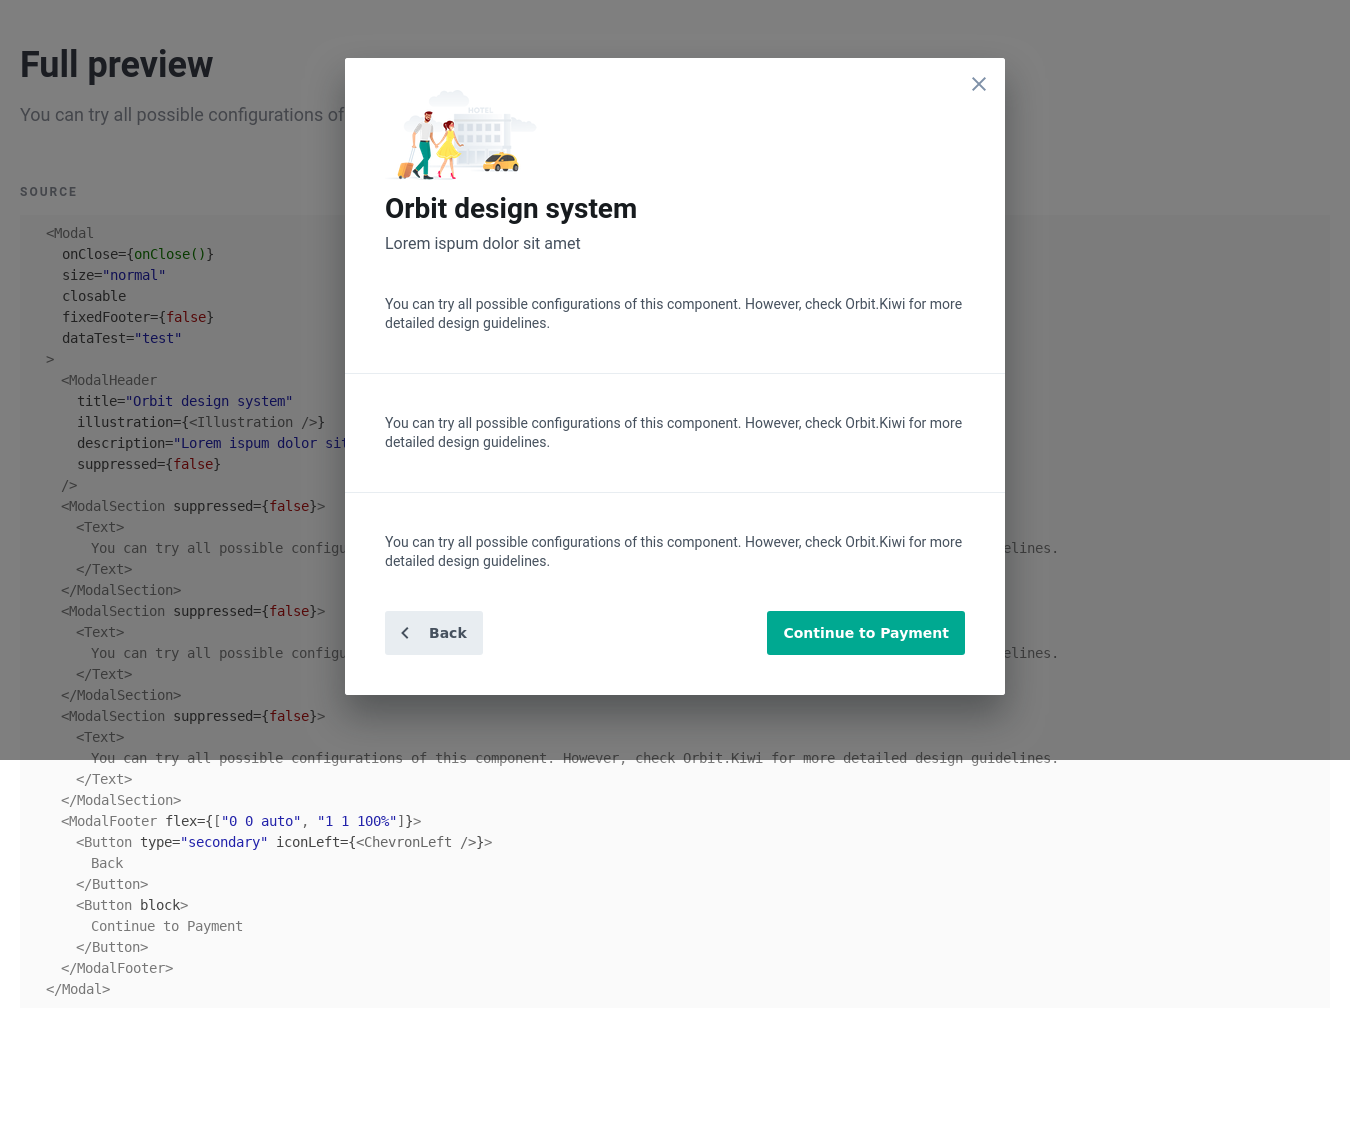 Full preview
You can try all possible configurations of
SOURCE
<Modal
onClose={onClose()}
size="normal"
closable
fixedFooter={false}
dataTest="test"
>
<ModalHeader
title="Orbit design system"
illustration={<Illustration />}
description="Lorem ispum dolor sit
suppressed={false}
/>
<ModalSection suppressed={false}>
<Text>
You can try all possible configu elines.
</Text>
</ModalSection>
<ModalSection suppressed={false}>
<Text>
You can try all possible configu elines.
</Text>
</ModalSection>
<ModalSection suppressed={false}>
<Text>
You can try all possible configurations of this component. However, check Orbit.Kiwi for more detailed design guidelines.
</Text>
</ModalSection>
<ModalFooter flex={["0 0 auto", "1 1 100%"]}>
<Button type="secondary" iconLeft={<ChevronLeft />}>
Back
</Button>
<Button block>
Continue to Payment
</Button>
</ModalFooter>
</Modal>
HOTEL
Orbit design system
Lorem ispum dolor sit amet
You can try all possible configurations of this component. However, check Orbit.Kiwi for more
detailed design guidelines.
You can try all possible configurations of this component. However, check Orbit.Kiwi for more
detailed design guidelines.
You can try all possible configurations of this component. However, check Orbit.Kiwi for more
detailed design guidelines.
Back
Continue to Payment